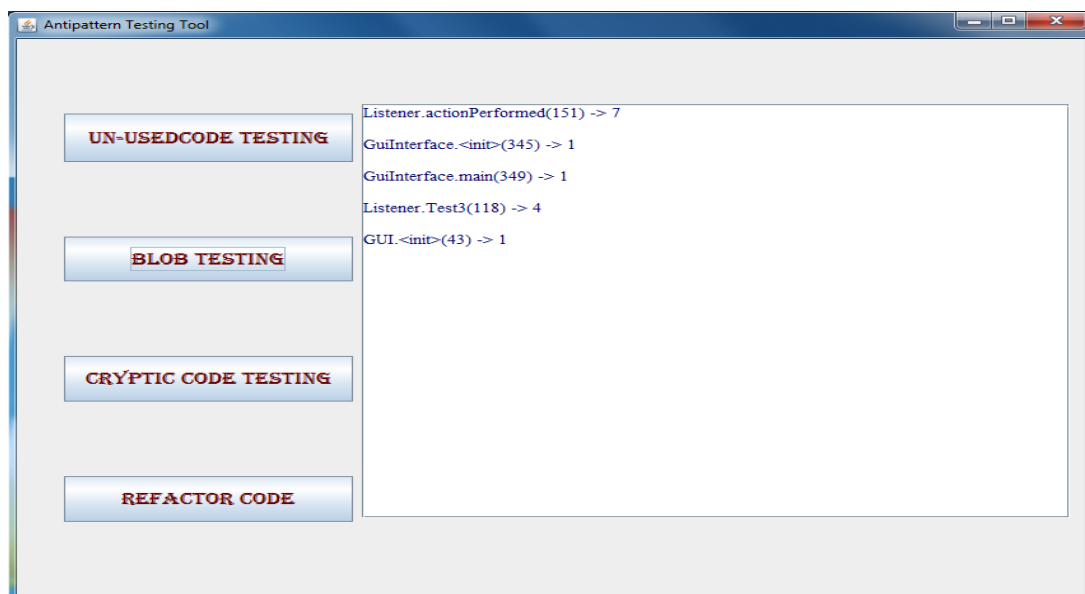 Antipattern Testing Tool
UN-USEDCODE TESTING
BLOB TESTING
CRYPTIC CODE TESTING
REFACTOR CODE
Listener.actionPerformed(151) -> 7
GuiInterface.<init>(345) -> 1
GuiInterface.main(349) -> 1
Listener.Test3(118) -> 4
GUI.<init>(43) -> 1